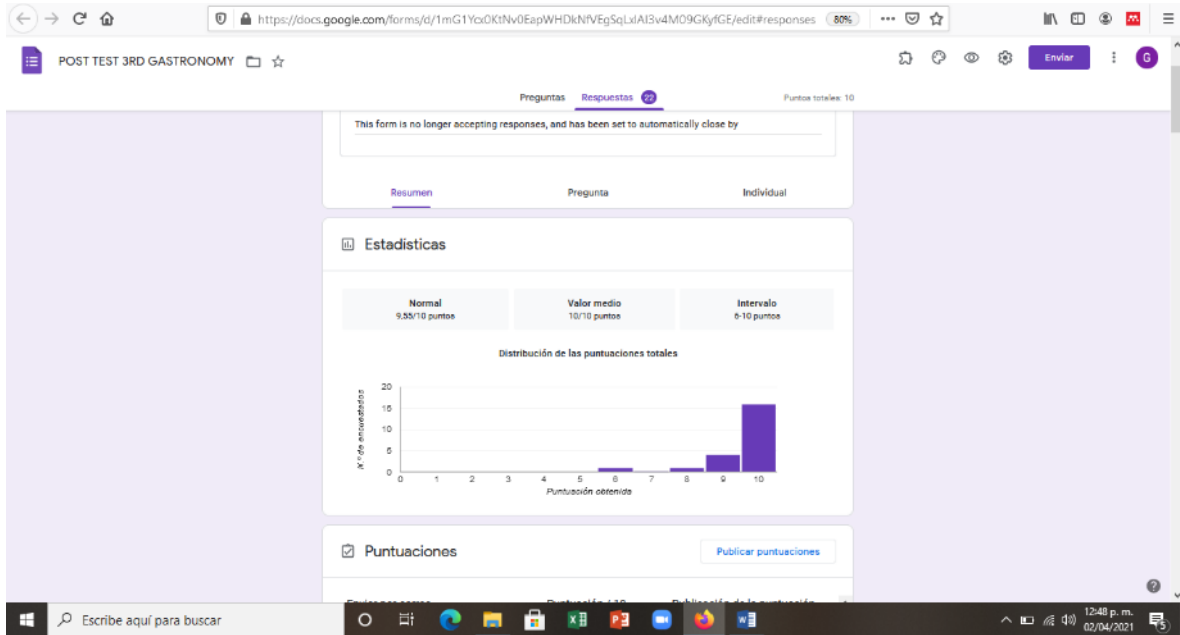 https://docs.google.com/forms/d/1mG1Ycx0KtNv0EapWHDkNfVEgSqLxlAI3v4M09GKyfGE/edit#responses 80%
POST TEST 3RD GASTRONOMY
Enviar
G
Preguntas Respuestas 22
Puntos totales: 10
This form is no longer accepting responses, and has been set to automatically close by
Resumen Pregunta Individual
Estadísticas
Normal
9.55/10 puntos
Valor medio
10/10 puntos
Intervalo
6-10 puntos
Distribución de las puntuaciones totales
N.º de encuestados
20
15
10
5
0
0 1 2 3 4 5 6 7 8 9 10
Puntuación obtenida
Puntuaciones
Publicar puntuaciones
Escribe aquí para buscar
12:48 p. m.
02/04/2021